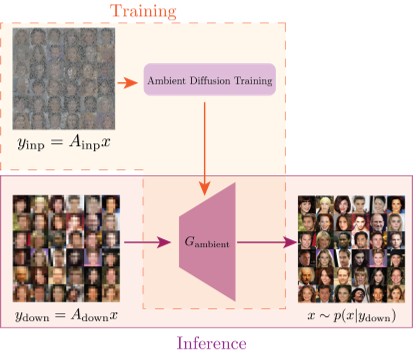 Training
Ambient Diffusion Training
y_inp = A_inp x
G_ambient
y_down = A_down x
x ∼ p(x|y_down)
Inference